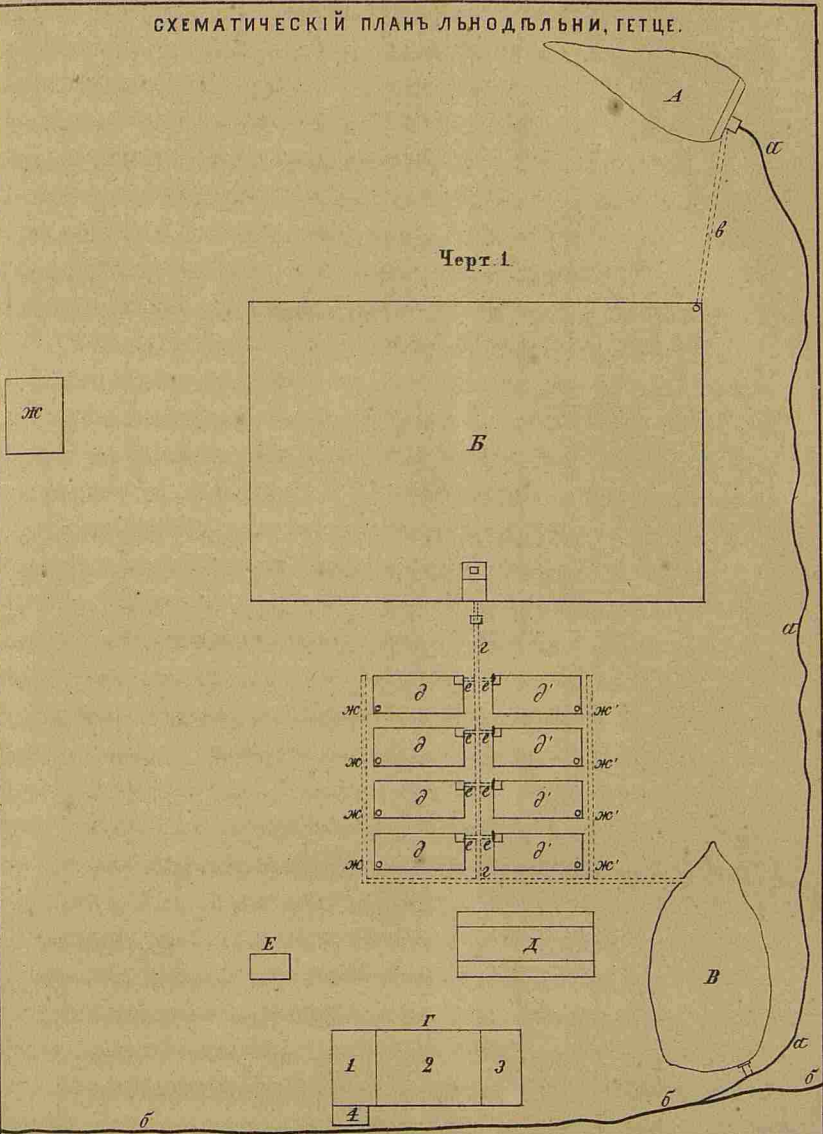 СХЕМАТИЧЕСКІЙ ПЛАНЪ ЛЬНОДѢЛЬНИ, ГЕТЦЕ.
А
а
в
Черт. 1
Ж
Б
а
г
д е е д'
ж ж'
д е е д'
ж ж'
д е е д'
ж ж'
д е е д'
ж г ж'
Е Д В
Г
1 2 3 а
4 б б б